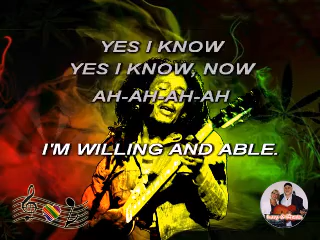 YES I KNOW
YES I KNOW, NOW
AH-AH-AH-AH
I'M WILLING AND ABLE.